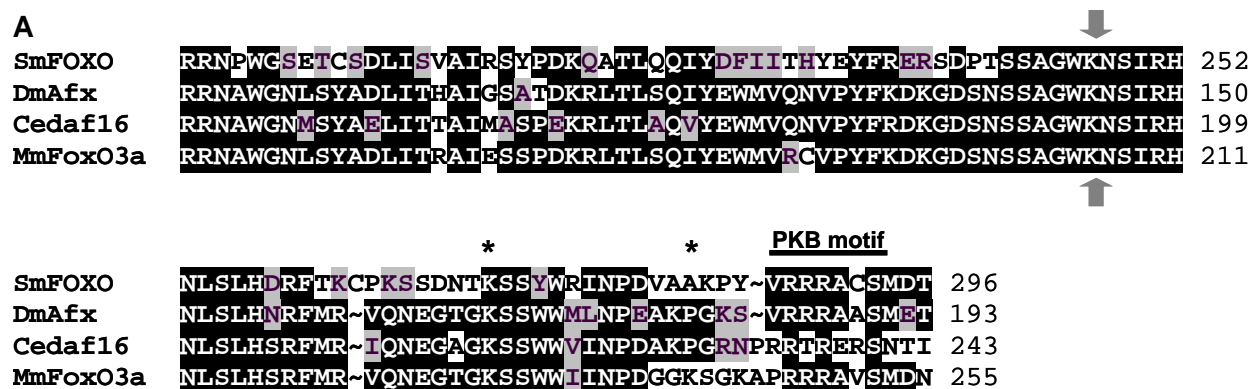 A
SmFOXO RRNPWGSETCSDLISVAIRSYPDKQATLQQIYDFIITHYEYFRERSDPTSSAGWKNSIRH 252
DmAfx RRNAWGNLSYADLITHAIGSATDKRLTLSQIYEWMVQNVPYFKDKGDSNSSAGWKNSIRH 150
Cedaf16 RRNAWGNMSYAELITTAIMASPEKRLTLAQVYEWMVQNVPYFRDKGDSNSSAGWKNSIRH 199
MmFoxO3a RRNAWGNLSYADLITRAIESSPDKRLTLSQIYEWMVRCVPYFKDKGDSNSSAGWKNSIRH 211
* * PKB motif
SmFOXO NLSLHDRFTKCPKSSDNTKSSYWRINPDVAAKPY~VRRRACSMDT 296
DmAfx NLSLHNRFMR~VQNEGTGKSSWWMLNPEAKPGKS~VRRRAASMET 193
Cedaf16 NLSLHSRFMR~IQNEGAGKSSWWVINPDAKPGRNPRRTRERSNTI 243
MmFoxO3a NLSLHSRFMR~VQNEGTGKSSWWIINPDGGKSGKAPRRRAVSMDN 255